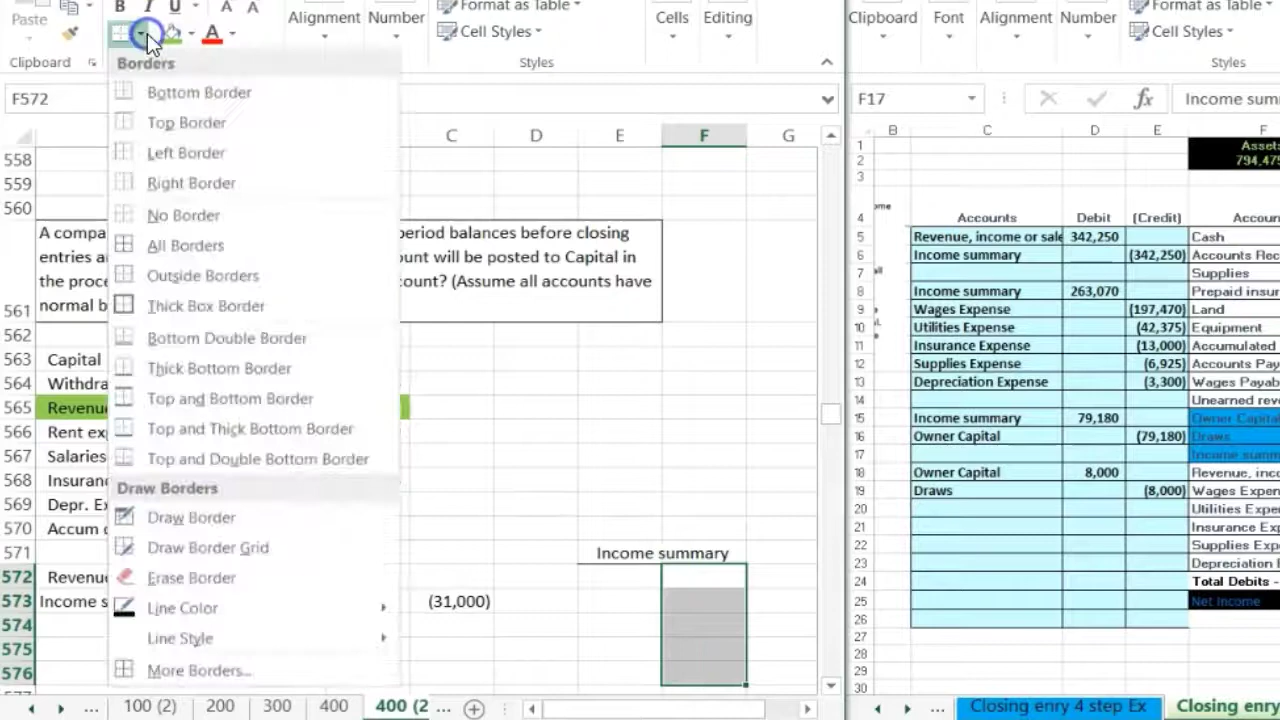 Paste
B I U
A A
Alignment
Number
Format as Table
Cell Styles
Cells
Editing
Clipboard
Styles
F572
Borders
Bottom Border
Top Border
Left Border
Right Border
No Border
All Borders
Outside Borders
Thick Box Border
Bottom Double Border
Thick Bottom Border
Top and Bottom Border
Top and Thick Bottom Border
Top and Double Bottom Border
Draw Borders
Draw Border
Draw Border Grid
Erase Border
Line Color
Line Style
More Borders...
C D E F G
558
559
560
A compa period balances before closing
entries a ount will be posted to Capital in
the proce count? (Assume all accounts have
561 normal b
562
563 Capital
564 Withdra
565 Revenu
566 Rent ex
567 Salaries
568 Insuran
569 Depr. E
570 Accum d
571 Income summary
572 Revenu
573 Income s (31,000)
574
575
576
... 100 (2) 200 300 400 400 (2 ...
Clipboard Font Alignment Number
Format as Table
Cell Styles
Styles
F17 fx Income sum
B C D E F
1 Assets
2 794,475
3
4 Accounts Debit (Credit) Accoun
5 Revenue, income or sale 342,250 Cash
6 Income summary (342,250) Accounts Rec
7 Supplies
8 Income summary 263,070 Prepaid insur
9 Wages Expense (197,470) Land
10 Utilities Expense (42,375) Equipment
11 Insurance Expense (13,000) Accumulated
12 Supplies Expense (6,925) Accounts Pay
13 Depreciation Expense (3,300) Wages Payab
14 Unearned reve
15 Income summary 79,180 Owner Capital
16 Owner Capital (79,180) Draws
17 Income summ
18 Owner Capital 8,000 Revenue, inco
19 Draws (8,000) Wages Expen
20 Utilities Expen
21 Insurance Exp
22 Supplies Expe
23 Depreciation E
24 Total Debits -
25 Net Income
26
27
28
29
30
... Closing enry 4 step Ex Closing enry